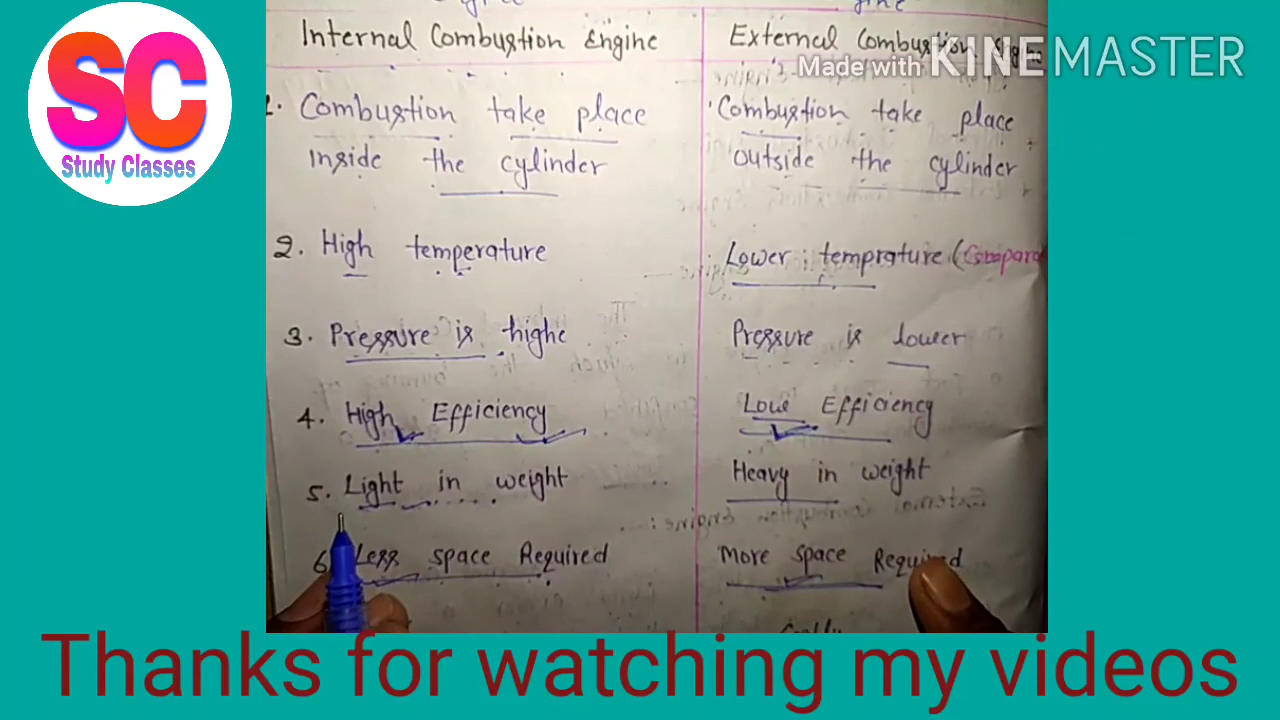 Internal Combustion Engine External Combustion Engine
Made with KINEMASTER
SC
Study Classes
1. Combustion take place Combustion take place
Inside the cylinder outside the cylinder
2. High temperature Lower temprature (
3. Pressure is highe Pressure is lower
4. High Efficiency Low Efficiency
5. Light in weight Heavy in weight
6 Less space Required More space Required
Thanks for watching my videos